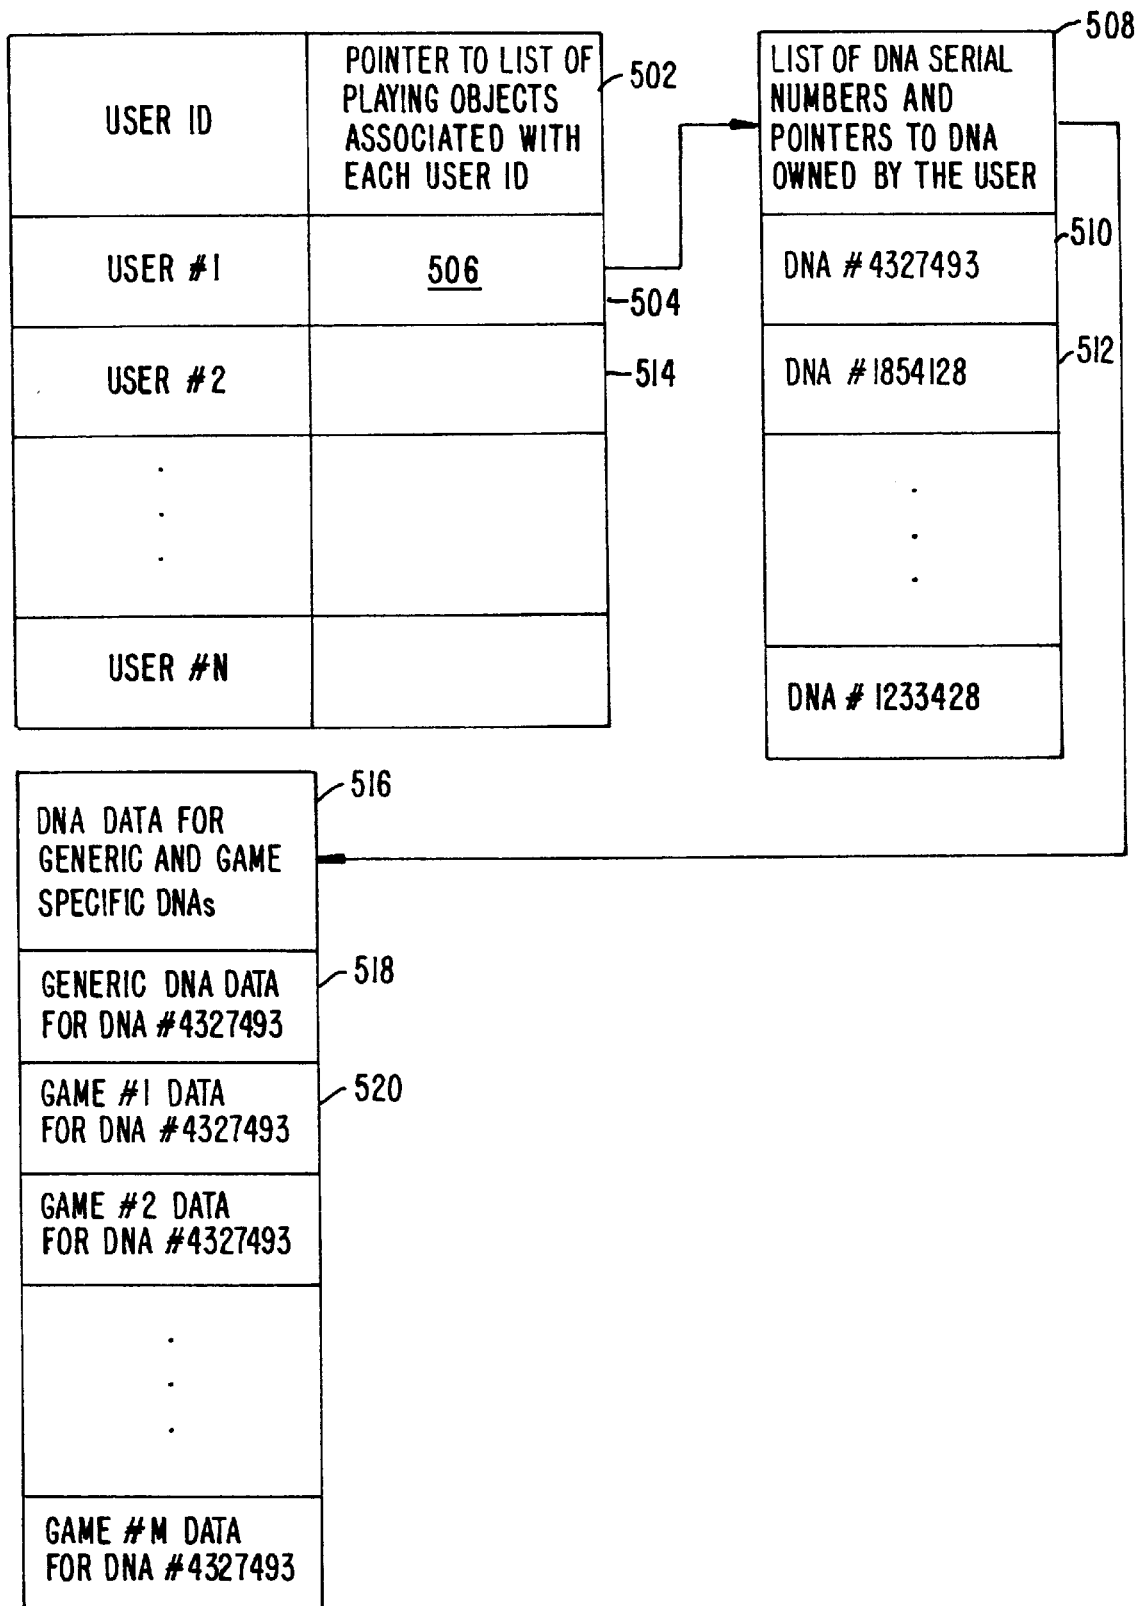 USER ID
POINTER TO LIST OF
PLAYING OBJECTS
ASSOCIATED WITH
EACH USER ID
502
USER #1
506
504
USER #2
514
.
.
.
USER #N
508
LIST OF DNA SERIAL
NUMBERS AND
POINTERS TO DNA
OWNED BY THE USER
510
DNA #4327493
512
DNA #1854128
.
.
.
DNA #1233428
516
DNA DATA FOR
GENERIC AND GAME
SPECIFIC DNAs
518
GENERIC DNA DATA
FOR DNA #4327493
520
GAME #1 DATA
FOR DNA #4327493
GAME #2 DATA
FOR DNA #4327493
.
.
.
GAME #M DATA
FOR DNA #4327493